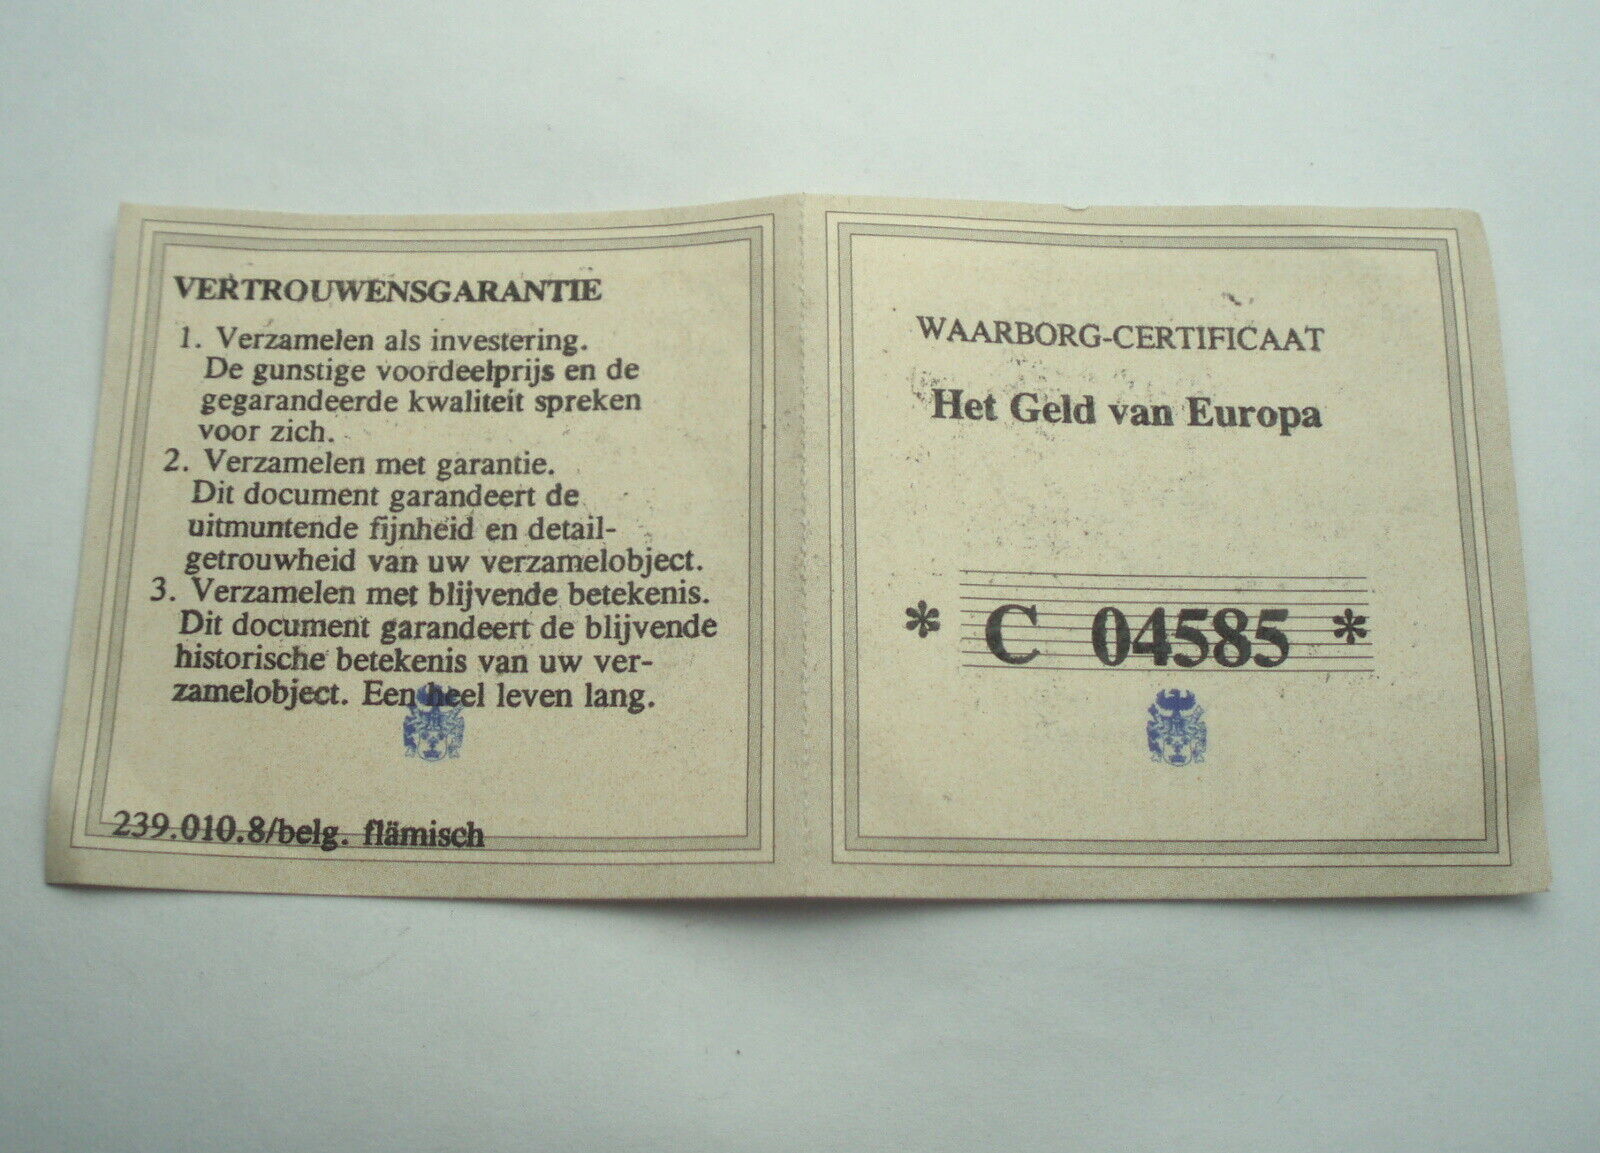 VERTROUWENSGARANTIE
1. Verzamelen als investering.
De gunstige voordeelprijs en de
gegarandeerde kwaliteit spreken
voor zich.
2. Verzamelen met garantie.
Dit document garandeert de
uitmuntende fijnheid en detail-
getrouwheid van uw verzamelobject.
3. Verzamelen met blijvende betekenis.
Dit document garandeert de blijvende
historische betekenis van uw ver-
zamelobject. Een heel leven lang.
239.010.8/belg. flämisch
WAARBORG-CERTIFICAAT
Het Geld van Europa
* C 04585 *